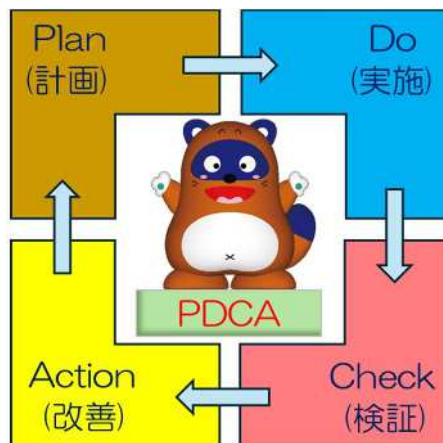 Plan
(計画)
Do
(実施)
PDCA
Action
(改善)
Check
(検証)